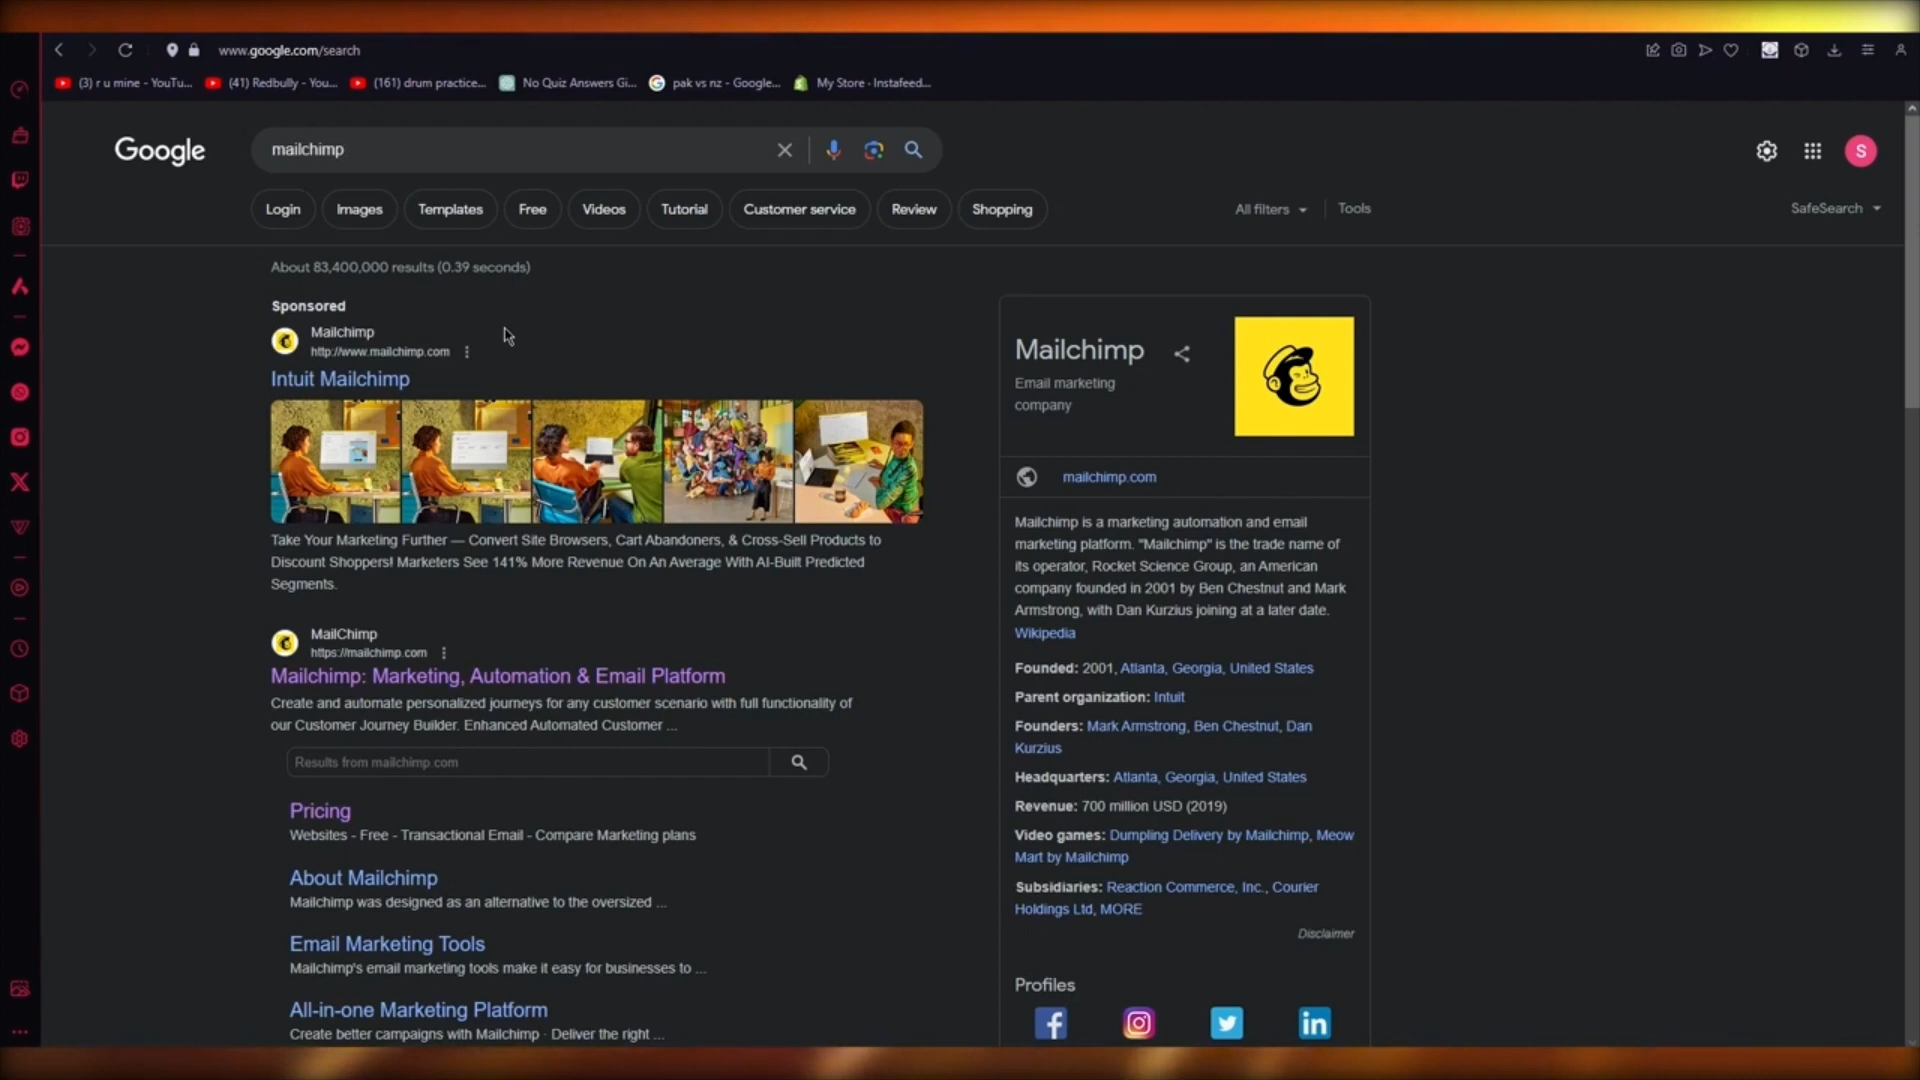 www.google.com/search
(3) r u mine - YouTu...
(41) Redbully - You...
(161) drum practice...
No Quiz Answers Gi...
pak vs nz - Google...
My Store · Instafeed...
Google
mailchimp
S
Login
Images
Templates
Free
Videos
Tutorial
Customer service
Review
Shopping
All filters
Tools
SafeSearch
About 83,400,000 results (0.39 seconds)
Sponsored
Mailchimp
http://www.mailchimp.com
Intuit Mailchimp
Take Your Marketing Further — Convert Site Browsers, Cart Abandoners, & Cross-Sell Products to
Discount Shoppers! Marketers See 141% More Revenue On An Average With AI-Built Predicted
Segments.
MailChimp
https://mailchimp.com
Mailchimp: Marketing, Automation & Email Platform
Create and automate personalized journeys for any customer scenario with full functionality of
our Customer Journey Builder. Enhanced Automated Customer ...
Results from mailchimp.com
Pricing
Websites - Free - Transactional Email - Compare Marketing plans
About Mailchimp
Mailchimp was designed as an alternative to the oversized ...
Email Marketing Tools
Mailchimp's email marketing tools make it easy for businesses to ...
All-in-one Marketing Platform
Create better campaigns with Mailchimp · Deliver the right ...
Mailchimp
Email marketing
company
mailchimp.com
Mailchimp is a marketing automation and email
marketing platform. "Mailchimp" is the trade name of
its operator, Rocket Science Group, an American
company founded in 2001 by Ben Chestnut and Mark
Armstrong, with Dan Kurzius joining at a later date.
Wikipedia
Founded: 2001, Atlanta, Georgia, United States
Parent organization: Intuit
Founders: Mark Armstrong, Ben Chestnut, Dan
Kurzius
Headquarters: Atlanta, Georgia, United States
Revenue: 700 million USD (2019)
Video games: Dumpling Delivery by Mailchimp, Meow
Mart by Mailchimp
Subsidiaries: Reaction Commerce, Inc., Courier
Holdings Ltd, MORE
Disclaimer
Profiles